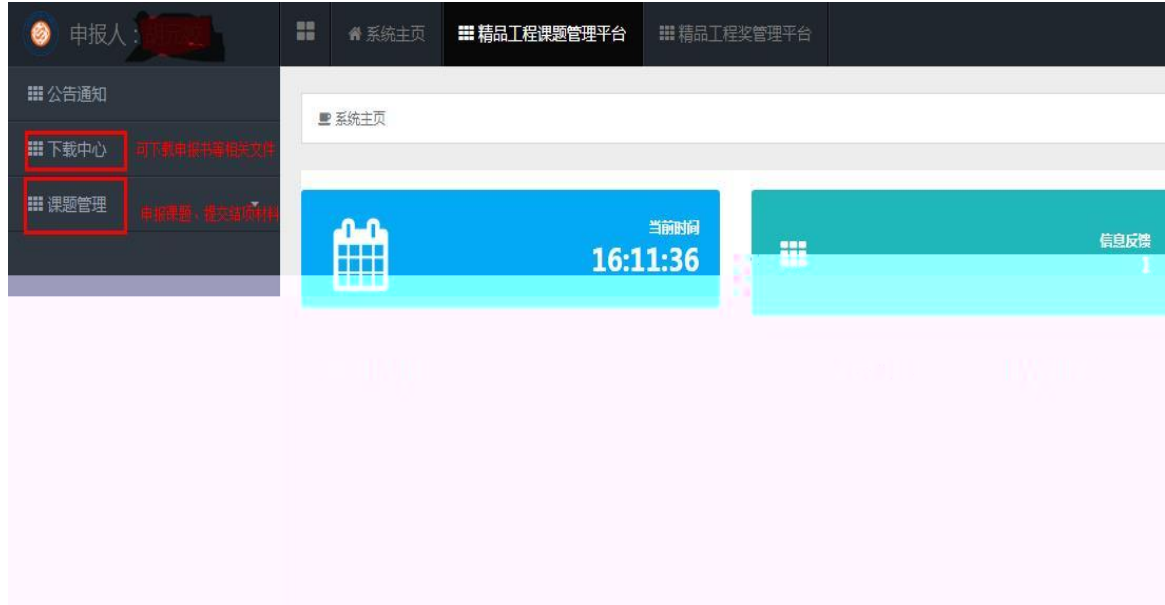 申报人：
系统主页
精品工程课题管理平台
精品工程奖管理平台
公告通知
下载中心
可下载申报书等相关文件
课题管理
申报课题，提交结项材料
系统主页
当前时间
16:11:36
信息反馈
1